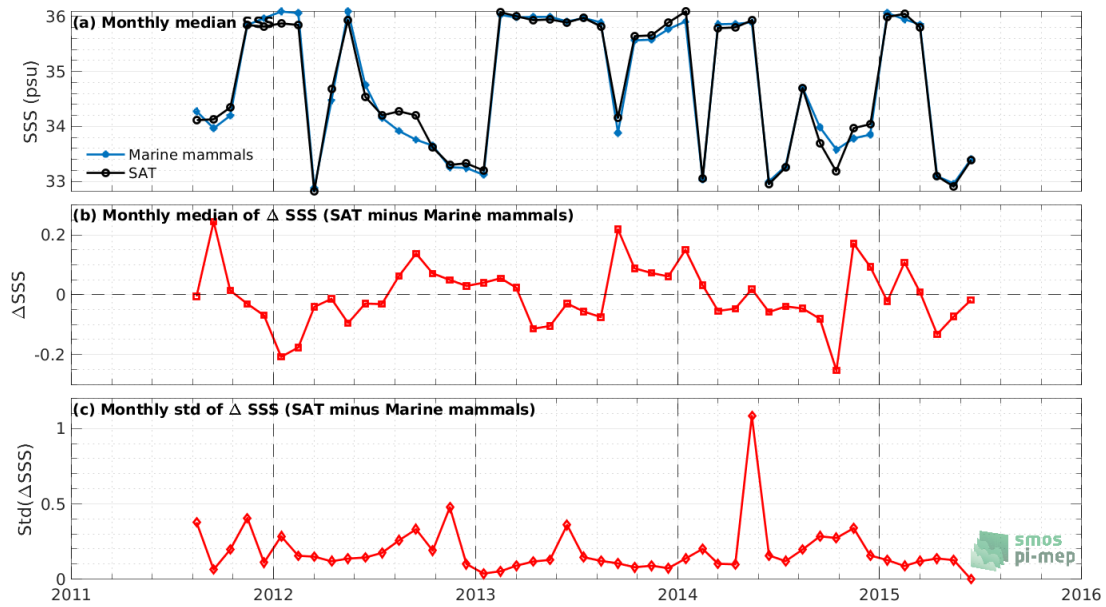 (a) Monthly median SSS
36
35
34
33
SSS (psu)
Marine mammals
SAT
(b) Monthly median of Δ SSS (SAT minus Marine mammals)
0.2
0
-0.2
ΔSSS
(c) Monthly std of Δ SSS (SAT minus Marine mammals)
1
0.5
0
Std(ΔSSS)
smos
pi-mep
2011 2012 2013 2014 2015 2016